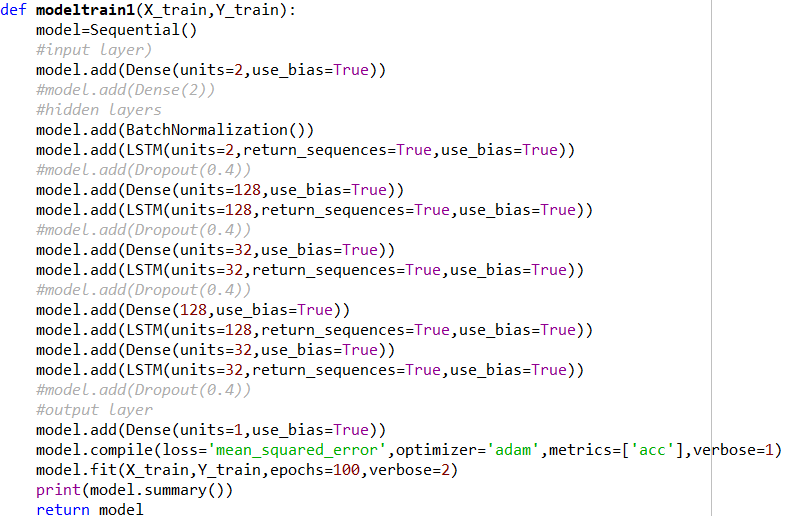 def modeltrain1(X_train,Y_train):
    model=Sequential()
    #input layer)
    model.add(Dense(units=2,use_bias=True))
    #model.add(Dense(2))
    #hidden layers
    model.add(BatchNormalization())
    model.add(LSTM(units=2,return_sequences=True,use_bias=True))
    #model.add(Dropout(0.4))
    model.add(Dense(units=128,use_bias=True))
    model.add(LSTM(units=128,return_sequences=True,use_bias=True))
    #model.add(Dropout(0.4))
    model.add(Dense(units=32,use_bias=True))
    model.add(LSTM(units=32,return_sequences=True,use_bias=True))
    #model.add(Dropout(0.4))
    model.add(Dense(128,use_bias=True))
    model.add(LSTM(units=128,return_sequences=True,use_bias=True))
    model.add(Dense(units=32,use_bias=True))
    model.add(LSTM(units=32,return_sequences=True,use_bias=True))
    #model.add(Dropout(0.4))
    #output layer
    model.add(Dense(units=1,use_bias=True))
    model.compile(loss='mean_squared_error',optimizer='adam',metrics=['acc'],verbose=1)
    model.fit(X_train,Y_train,epochs=100,verbose=2)
    print(model.summary())
    return model